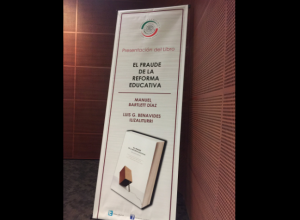 Presentación del Libro
EL FRAUDE
DE LA
REFORMA
EDUCATIVA
MANUEL
BARTLETT DÍAZ
LUIS G. BENAVIDES
ILIZALITURRI